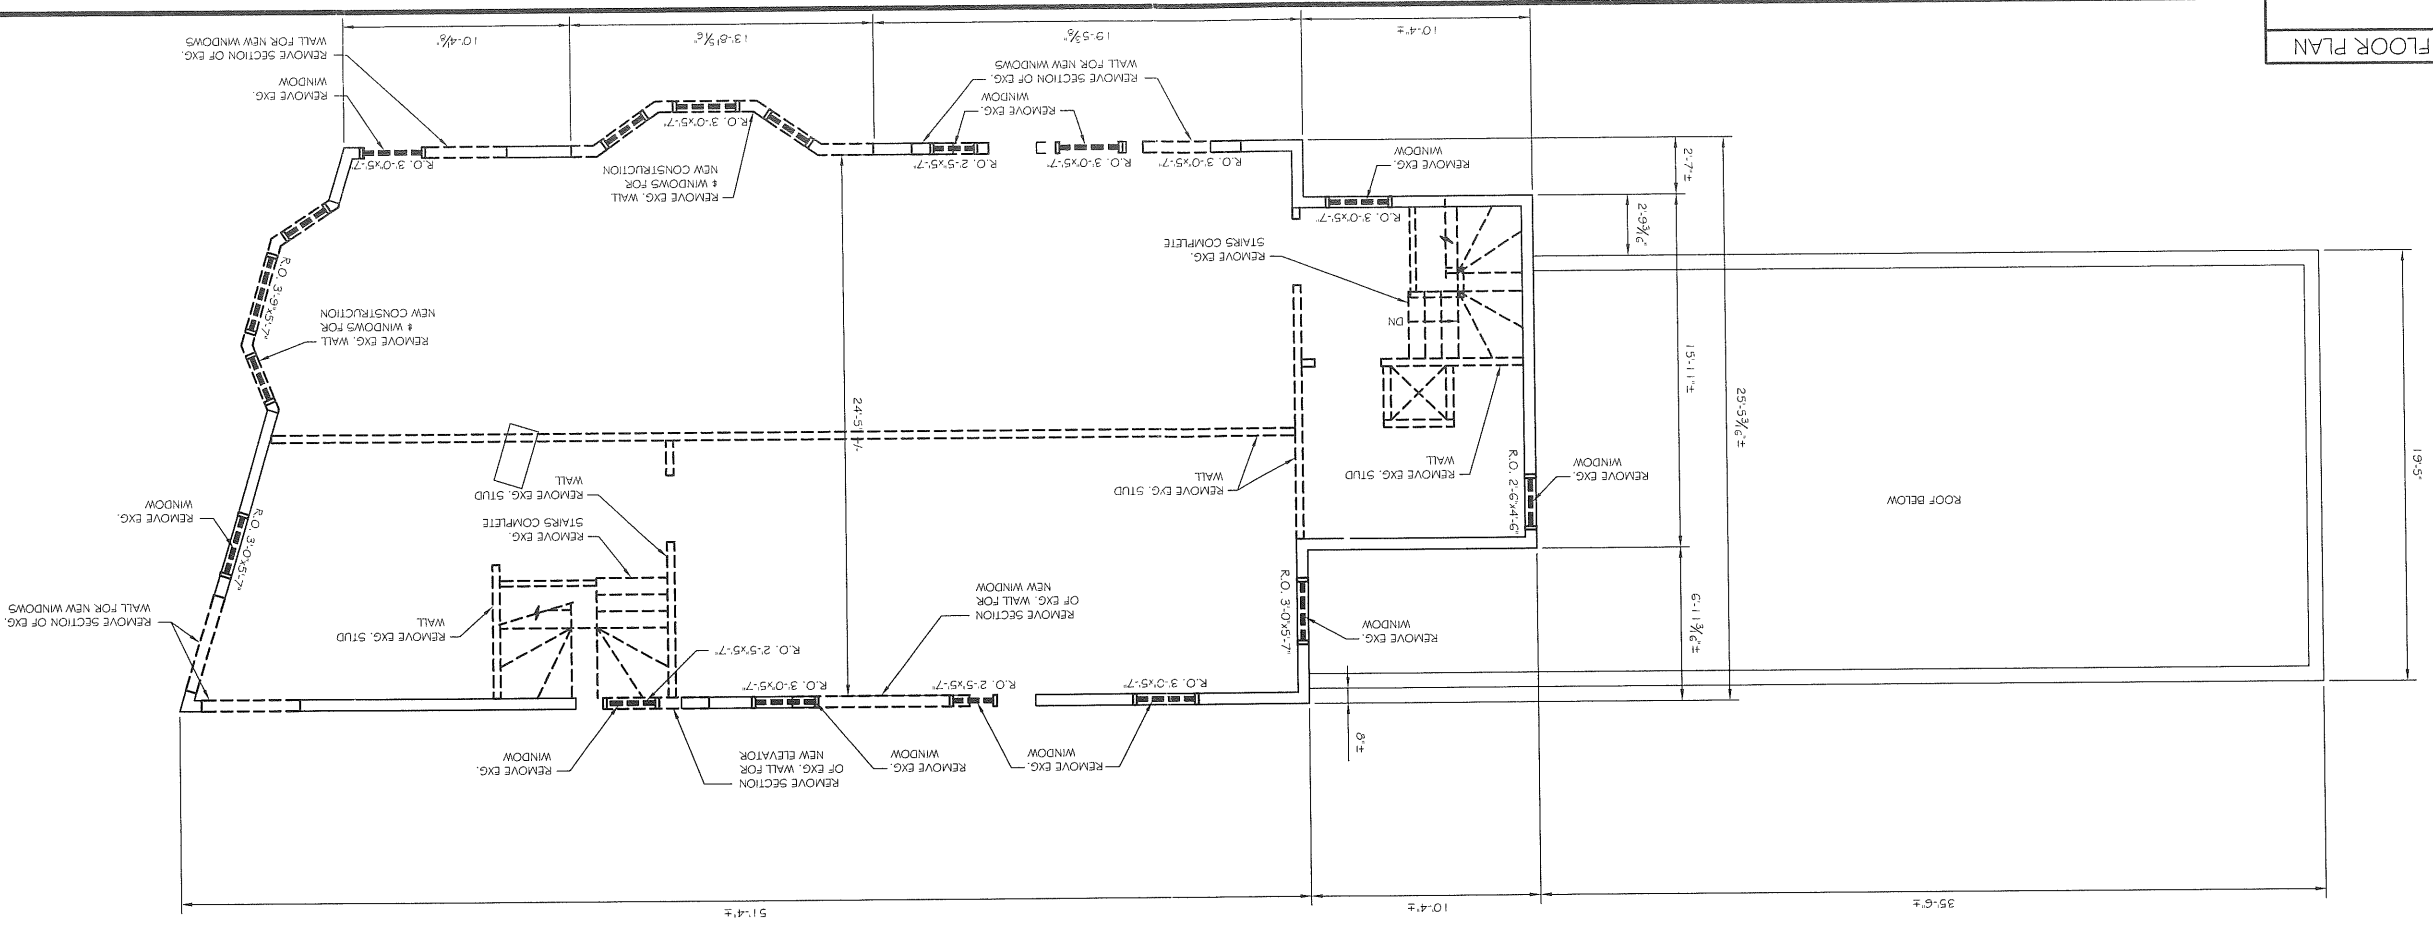 35'-6"±
10'-4"±
51'-4"±
8"±
REMOVE EXG.
WINDOW
REMOVE EXG.
WINDOW
REMOVE SECTION
OF EXG. WALL FOR
NEW ELEVATOR
REMOVE EXG.
WINDOW
R.O. 3'-0"x5'-7"
R.O. 2'-5"x5'-7"
R.O. 3'-0"x5'-7"
R.O. 2'-5"x5'-7"
REMOVE EXG.
WINDOW
R.O. 3'-0"x5'-7"
REMOVE SECTION
OF EXG. WALL FOR
NEW WINDOW
REMOVE EXG. STUD
WALL
REMOVE SECTION OF EXG.
WALL FOR NEW WINDOWS
6'-11 3/16"±
REMOVE EXG.
STAIRS COMPLETE
R.O. 3'-0"x5'-7"
19'-5"
ROOF BELOW
REMOVE EXG.
WINDOW
R.O. 2'-6"x4'-6"
REMOVE EXG. STUD
WALL
REMOVE EXG. STUD
WALL
REMOVE EXG. STUD
WALL
REMOVE EXG.
WINDOW
25'-5 3/16"±
15'-11"±
24'-5" +/-
DN
REMOVE EXG. WALL
& WINDOWS FOR
NEW CONSTRUCTION
R.O. 3'-9"x5'-7"
REMOVE EXG.
STAIRS COMPLETE
2'-9 3/16"
2'-7"±
R.O. 3'-0"x5'-7"
REMOVE EXG.
WINDOW
REMOVE EXG. WALL
& WINDOWS FOR
NEW CONSTRUCTION
R.O. 3'-0"x5'-7"
R.O. 3'-0"x5'-7"
R.O. 2'-5"x5'-7"
R.O. 3'-0"x5'-7"
R.O. 3'-0"x5'-7"
REMOVE EXG.
WINDOW
REMOVE EXG.
WINDOW
REMOVE SECTION OF EXG.
WALL FOR NEW WINDOWS
REMOVE SECTION OF EXG.
WALL FOR NEW WINDOWS
10'-4"±
19'-5 3/8"
13'-8 15/16"
10'-4 1/8"
FLOOR PLAN